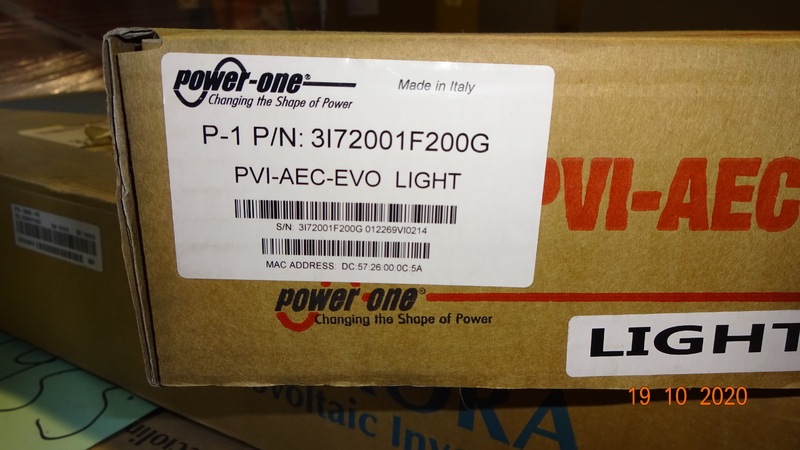 power-one®
Changing the Shape of Power
Made in Italy
P-1 P/N: 3I72001F200G
PVI-AEC-EVO LIGHT
S/N: 3I72001F200G 012269VI0214
MAC ADDRESS: DC:57:26:00:0C:5A
PVI-AEC
power-one®
Changing the Shape of Power
LIGHT
19 10 2020
ORA
voltaic Inv